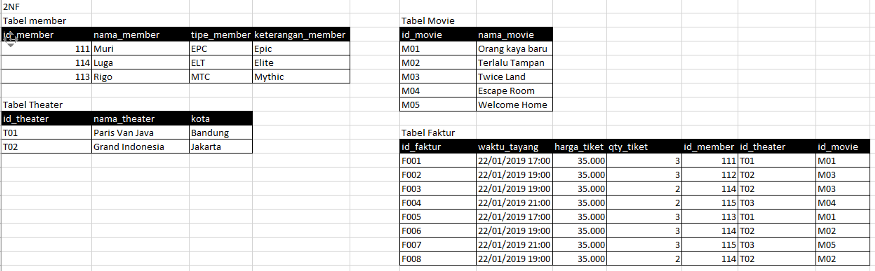 2NF
Tabel member
id_member nama_member tipe_member keterangan_member
111 Muri EPC Epic
114 Luga ELT Elite
113 Rigo MTC Mythic
Tabel Theater
id_theater nama_theater kota
T01 Paris Van Java Bandung
T02 Grand Indonesia Jakarta
Tabel Movie
id_movie nama_movie
M01 Orang kaya baru
M02 Terlalu Tampan
M03 Twice Land
M04 Escape Room
M05 Welcome Home
Tabel Faktur
id_faktur waktu_tayang harga_tiket qty_tiket id_member id_theater id_movie
F001 22/01/2019 17:00 35.000 3 111 T01 M01
F002 22/01/2019 19:00 35.000 3 112 T02 M03
F003 22/01/2019 19:00 35.000 2 114 T02 M03
F004 22/01/2019 21:00 35.000 2 115 T03 M04
F005 22/01/2019 17:00 35.000 3 113 T01 M01
F006 22/01/2019 19:00 35.000 3 114 T02 M02
F007 22/01/2019 21:00 35.000 3 115 T03 M05
F008 22/01/2019 19:00 35.000 2 114 T02 M02